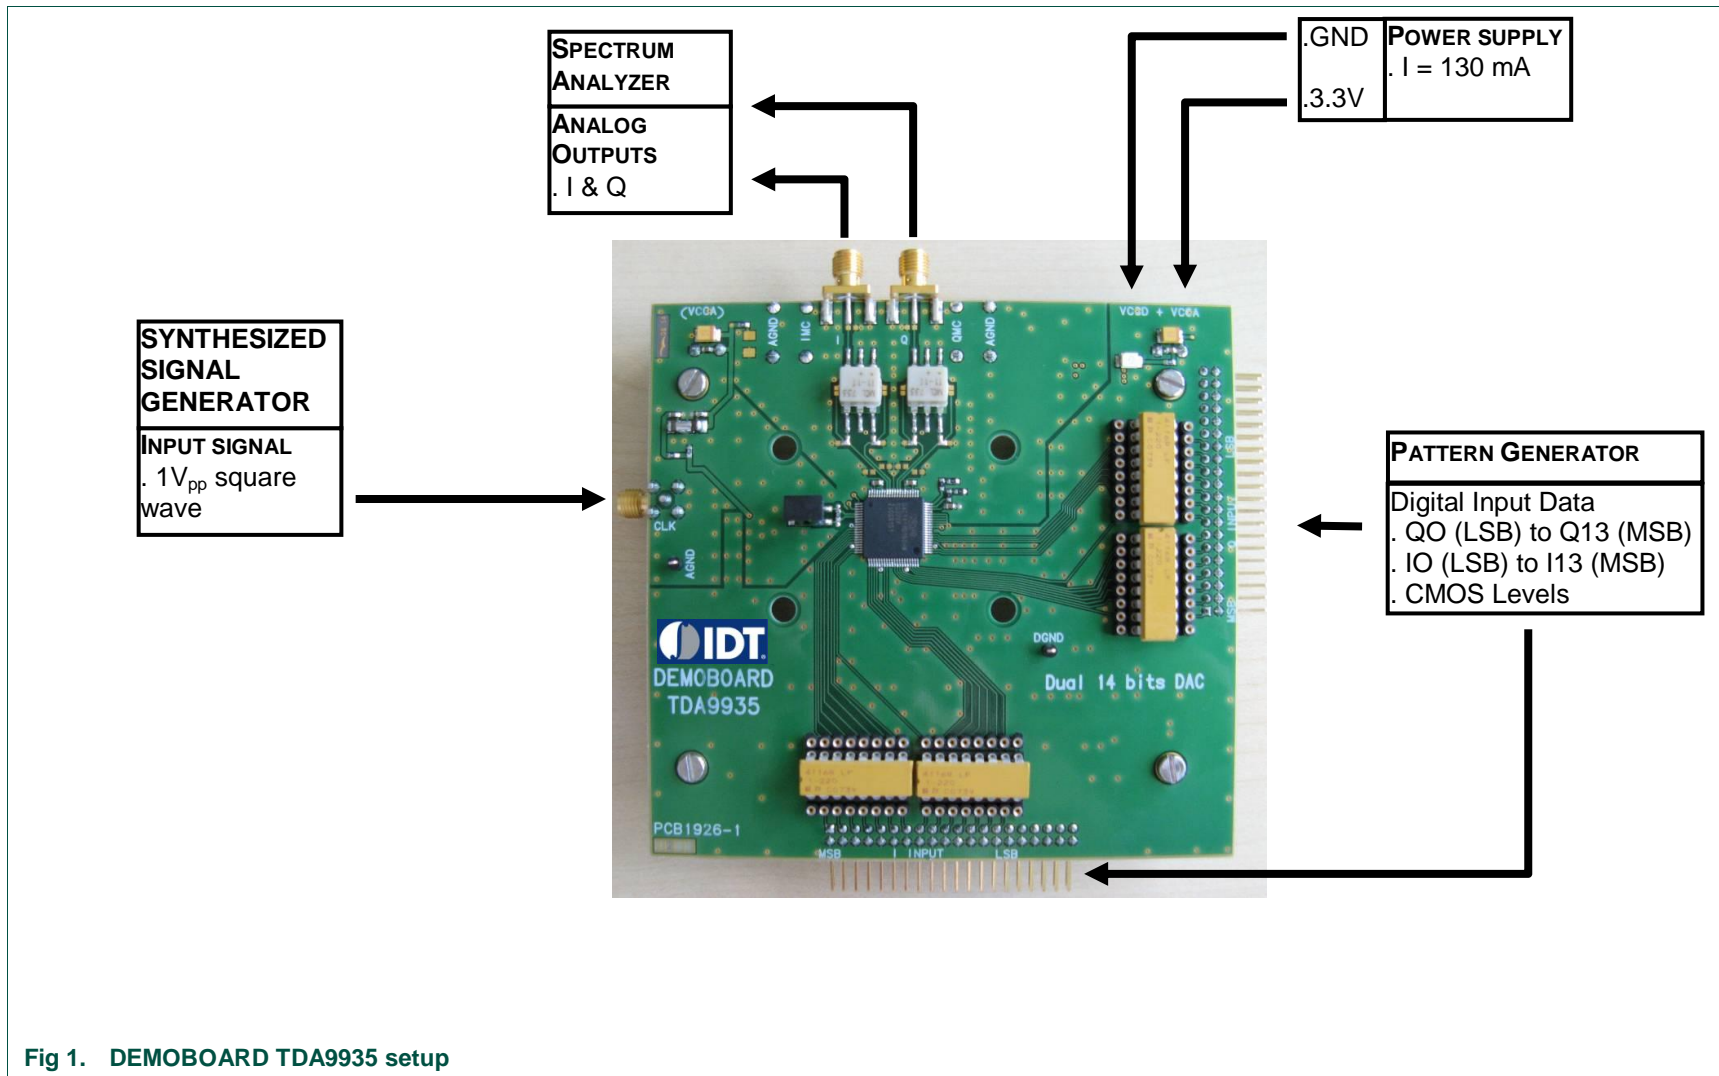 SPECTRUM
ANALYZER
ANALOG
OUTPUTS
. I & Q
.GND
.3.3V
POWER SUPPLY
. I = 130 mA
SYNTHESIZED
SIGNAL
GENERATOR
INPUT SIGNAL
. 1Vpp square
wave
PATTERN GENERATOR
Digital Input Data
. QO (LSB) to Q13 (MSB)
. IO (LSB) to I13 (MSB)
. CMOS Levels
(VCCA)
AGND
IMC
I
Q
QMC
AGND
VCCD + VCCA
CLK
AGND
LSB
Q INPUT
MSB
DGND
IDT
DEMOBOARD
TDA9935
Dual 14 bits DAC
PCB1926-1
MSB
I INPUT
LSB
Fig 1. DEMOBOARD TDA9935 setup